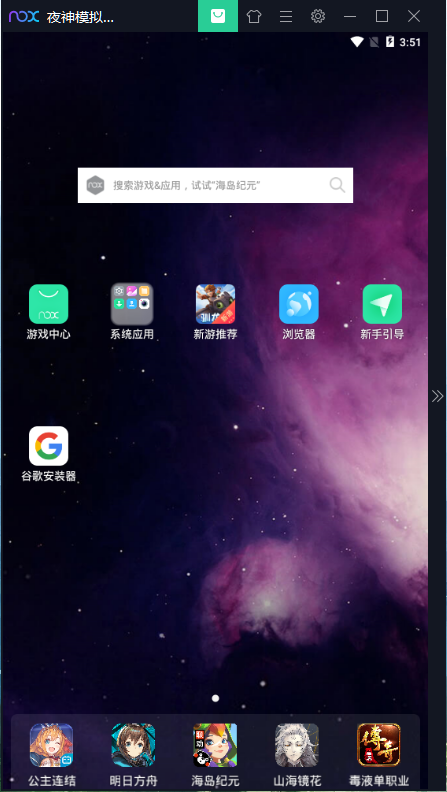 nox 夜神模拟...
3:51
nox 搜索游戏&应用，试试"海岛纪元"
nox
游戏中心 系统应用 新游推荐 浏览器 新手引导
G
谷歌安装器
公主连结 明日方舟 海岛纪元 山海镜花 毒液单职业